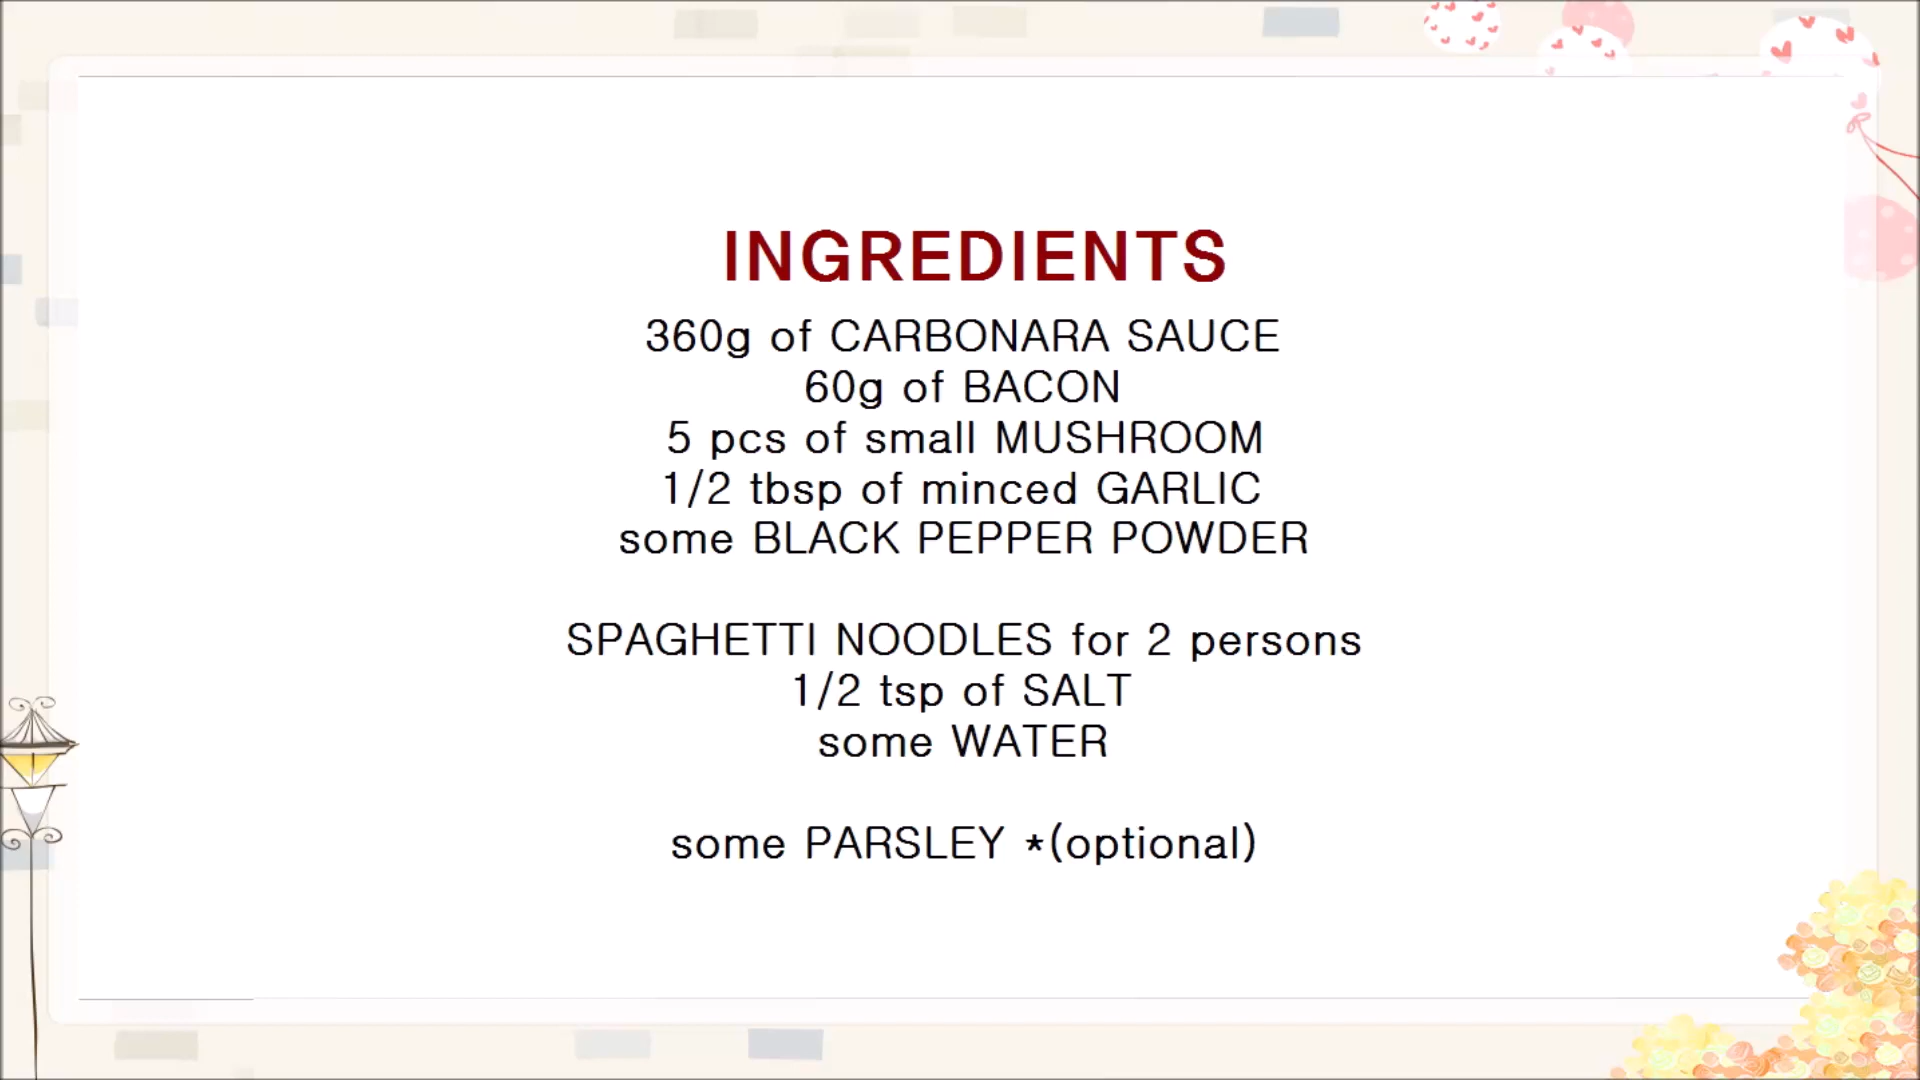 INGREDIENTS
360g of CARBONARA SAUCE
60g of BACON
5 pcs of small MUSHROOM
1/2 tbsp of minced GARLIC
some BLACK PEPPER POWDER
SPAGHETTI NOODLES for 2 persons
1/2 tsp of SALT
some WATER
some PARSLEY *(optional)